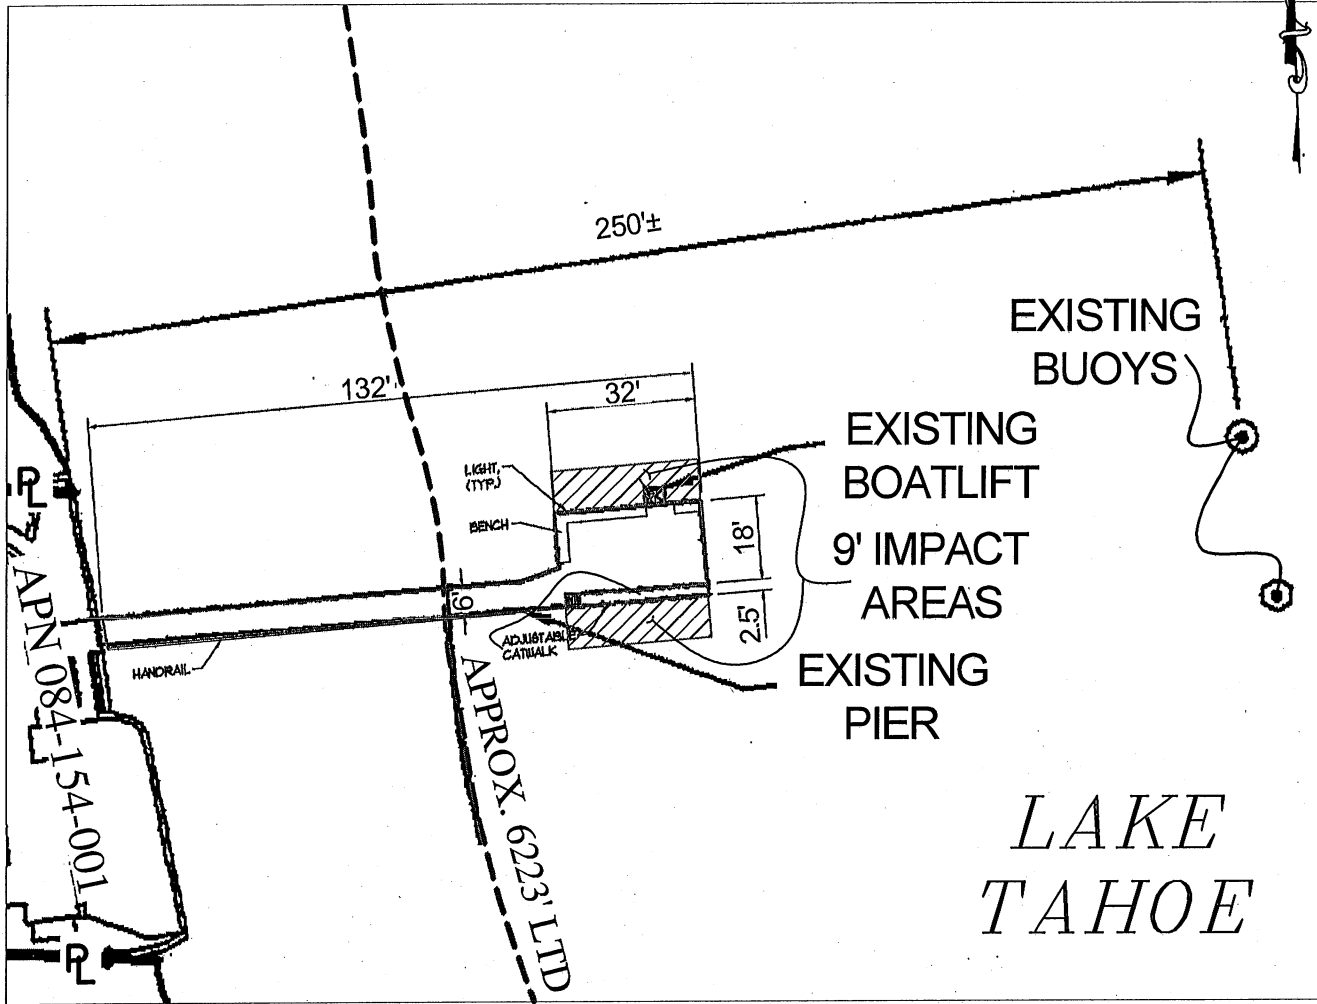 250'±
EXISTING
BUOYS
132'
32'
EXISTING
BOATLIFT
LIGHT,
(TYP.)
BENCH
18'
9' IMPACT
AREAS
6'
2.5'
ADJUSTABLE
CATWALK
HANDRAIL
EXISTING
PIER
PL
APN 084-154-001
APPROX. 6223' LTD
LAKE
TAHOE
PL